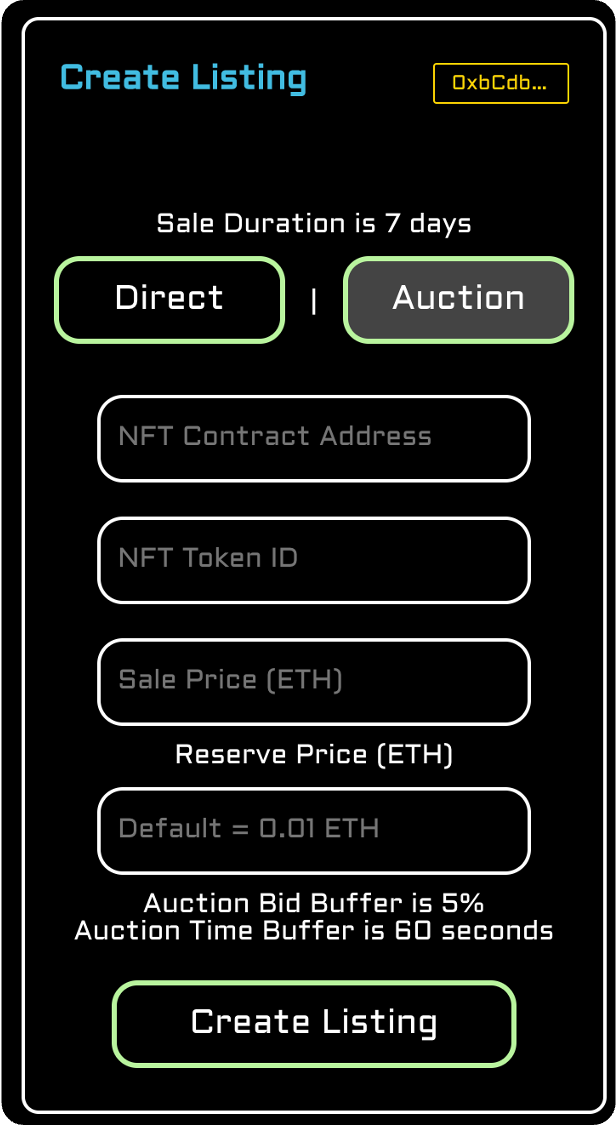 Create Listing
0xbCdb...
Sale Duration is 7 days
Direct | Auction
NFT Contract Address
NFT Token ID
Sale Price (ETH)
Reserve Price (ETH)
Default = 0.01 ETH
Auction Bid Buffer is 5%
Auction Time Buffer is 60 seconds
Create Listing